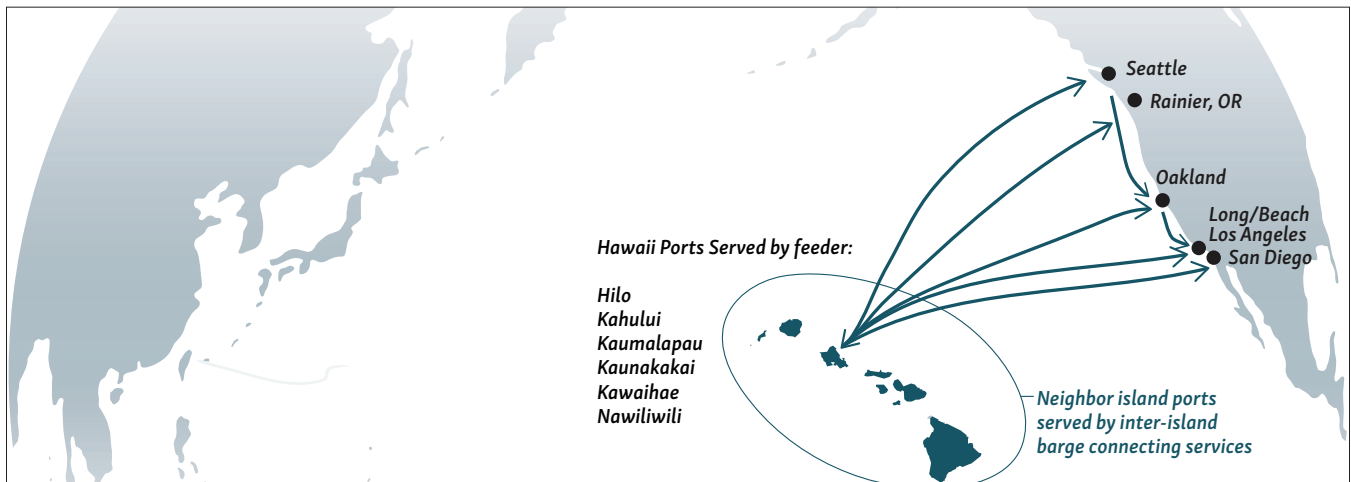 Seattle
Rainier, OR
Oakland
Long/Beach
Los Angeles
San Diego
Hawaii Ports Served by feeder:
Hilo
Kahului
Kaumalapau
Kaunakakai
Kawaihae
Nawiliwili
Neighbor island ports
served by inter-island
barge connecting services